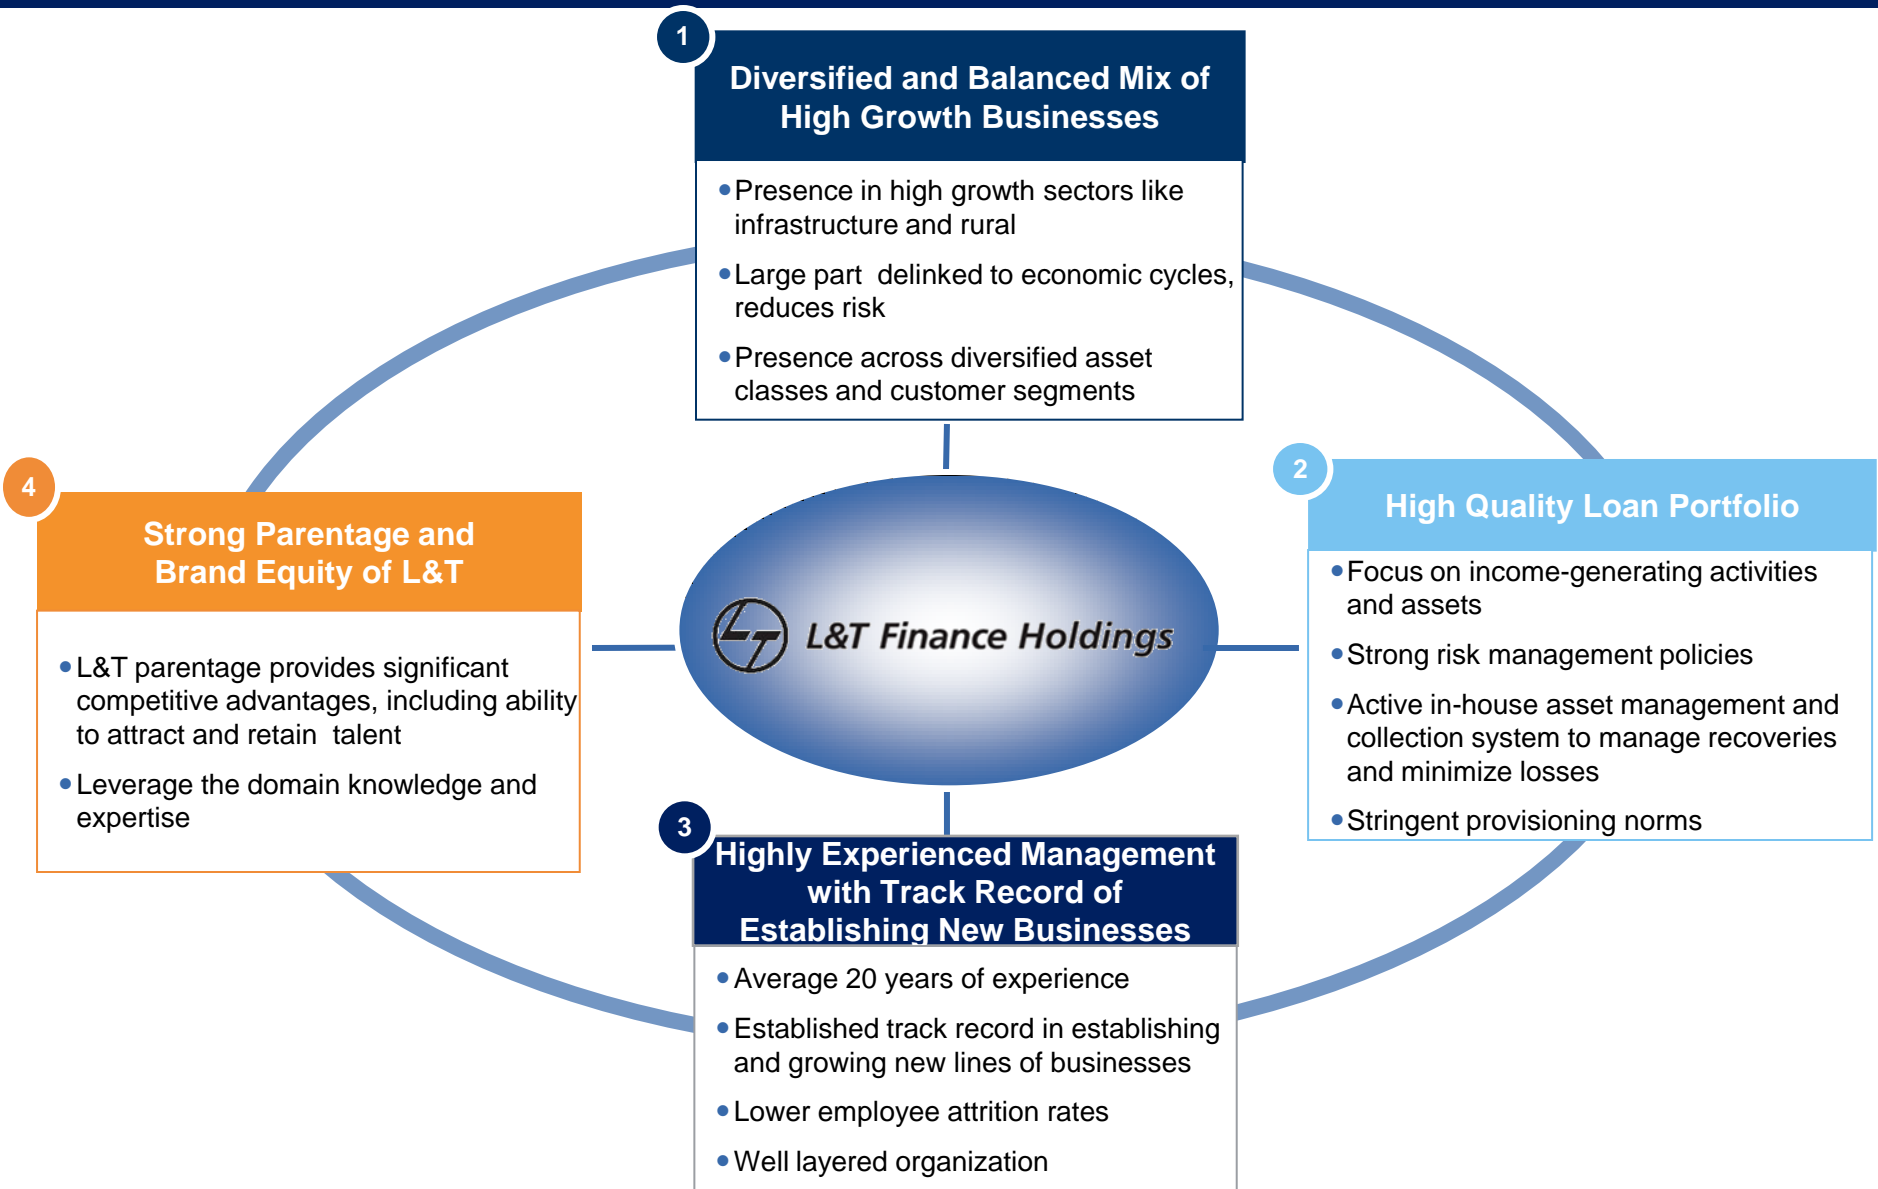 1
Diversified and Balanced Mix of
High Growth Businesses
•Presence in high growth sectors like
infrastructure and rural
•Large part delinked to economic cycles,
reduces risk
•Presence across diversified asset
classes and customer segments
2
High Quality Loan Portfolio
•Focus on income-generating activities
and assets
•Strong risk management policies
•Active in-house asset management and
collection system to manage recoveries
and minimize losses
•Stringent provisioning norms
3
Highly Experienced Management
with Track Record of
Establishing New Businesses
•Average 20 years of experience
•Established track record in establishing
and growing new lines of businesses
•Lower employee attrition rates
•Well layered organization
4
Strong Parentage and
Brand Equity of L&T
•L&T parentage provides significant
competitive advantages, including ability
to attract and retain talent
•Leverage the domain knowledge and
expertise
LT L&T Finance Holdings